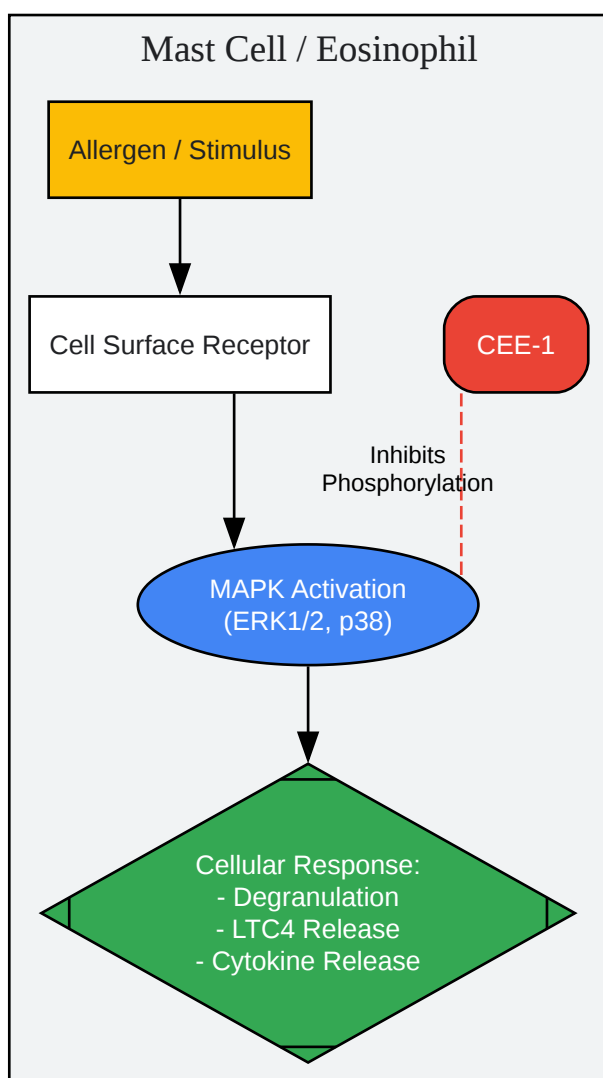 Mast Cell / Eosinophil
Allergen / Stimulus
Cell Surface Receptor
CEE-1
Inhibits
Phosphorylation
MAPK Activation
(ERK1/2, p38)
Cellular Response:
- Degranulation
- LTC4 Release
- Cytokine Release